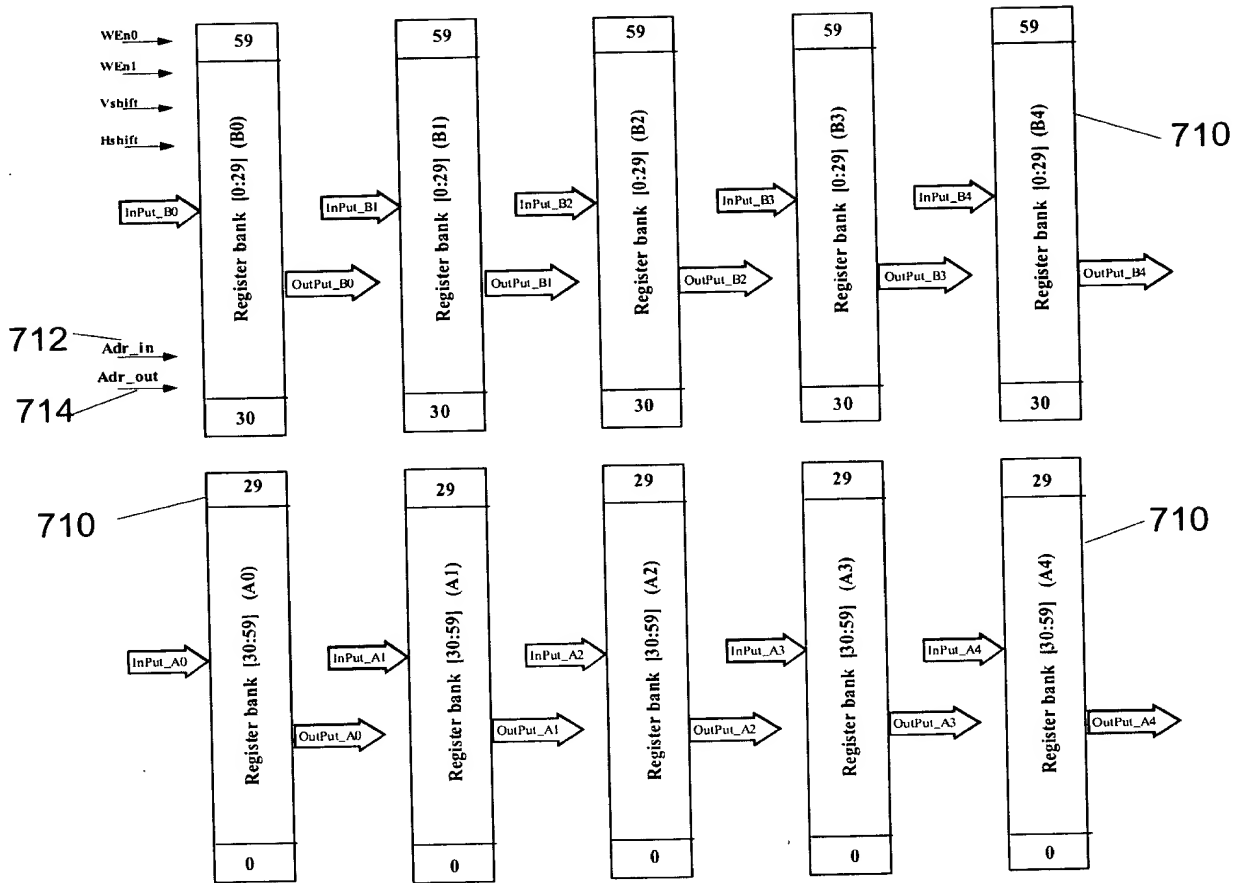 WEn0
WEn1
Vshift
Hshift
59
59
59
59
59
Register bank [0:29] (B0)
Register bank [0:29] (B1)
Register bank [0:29] (B2)
Register bank [0:29] (B3)
Register bank [0:29] (B4)
710
InPut_B0
InPut_B1
InPut_B2
InPut_B3
InPut_B4
OutPut_B0
OutPut_B1
OutPut_B2
OutPut_B3
OutPut_B4
712
Adr_in
Adr_out
714
30
30
30
30
30
29
29
29
29
29
710
710
Register bank [30:59] (A0)
Register bank [30:59] (A1)
Register bank [30:59] (A2)
Register bank [30:59] (A3)
Register bank [30:59] (A4)
InPut_A0
InPut_A1
InPut_A2
InPut_A3
InPut_A4
OutPut_A0
OutPut_A1
OutPut_A2
OutPut_A3
OutPut_A4
0
0
0
0
0